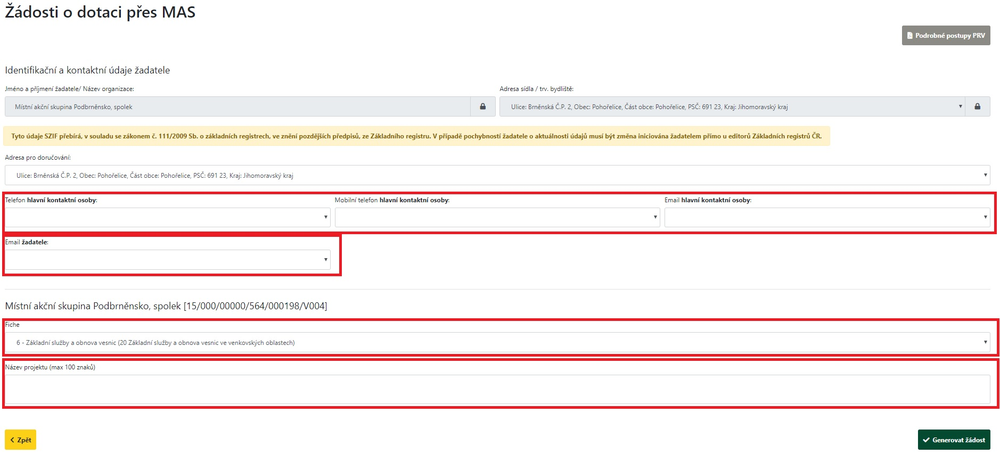 Žádosti o dotaci přes MAS
Podrobné postupy PRV
Identifikační a kontaktní údaje žadatele
Jméno a příjmení žadatele/ Název organizace:
Adresa sídla / trv. bydliště:
Místní akční skupina Podbrněnsko, spolek
Ulice: Brněnská Č.P. 2, Obec: Pohořelice, Část obce: Pohořelice, PSČ: 691 23, Kraj: Jihomoravský kraj
Tyto údaje SZIF přebírá, v souladu se zákonem č. 111/2009 Sb. o základních registrech, ve znění pozdějších předpisů, ze Základního registru. V případě pochybností žadatele o aktuálnosti údajů musí být změna iniciována žadatelem přímo u editorů Základních registrů ČR.
Adresa pro doručování:
Ulice: Brněnská Č.P. 2, Obec: Pohořelice, Část obce: Pohořelice, PSČ: 691 23, Kraj: Jihomoravský kraj
Telefon hlavní kontaktní osoby:
Mobilní telefon hlavní kontaktní osoby:
Email hlavní kontaktní osoby:
Email žadatele:
Místní akční skupina Podbrněnsko, spolek [15/000/00000/564/000198/V004]
Fiche
6 - Základní služby a obnova vesnic (20 Základní služby a obnova vesnic ve venkovských oblastech)
Název projektu (max 100 znaků)
Zpět
Generovat žádost